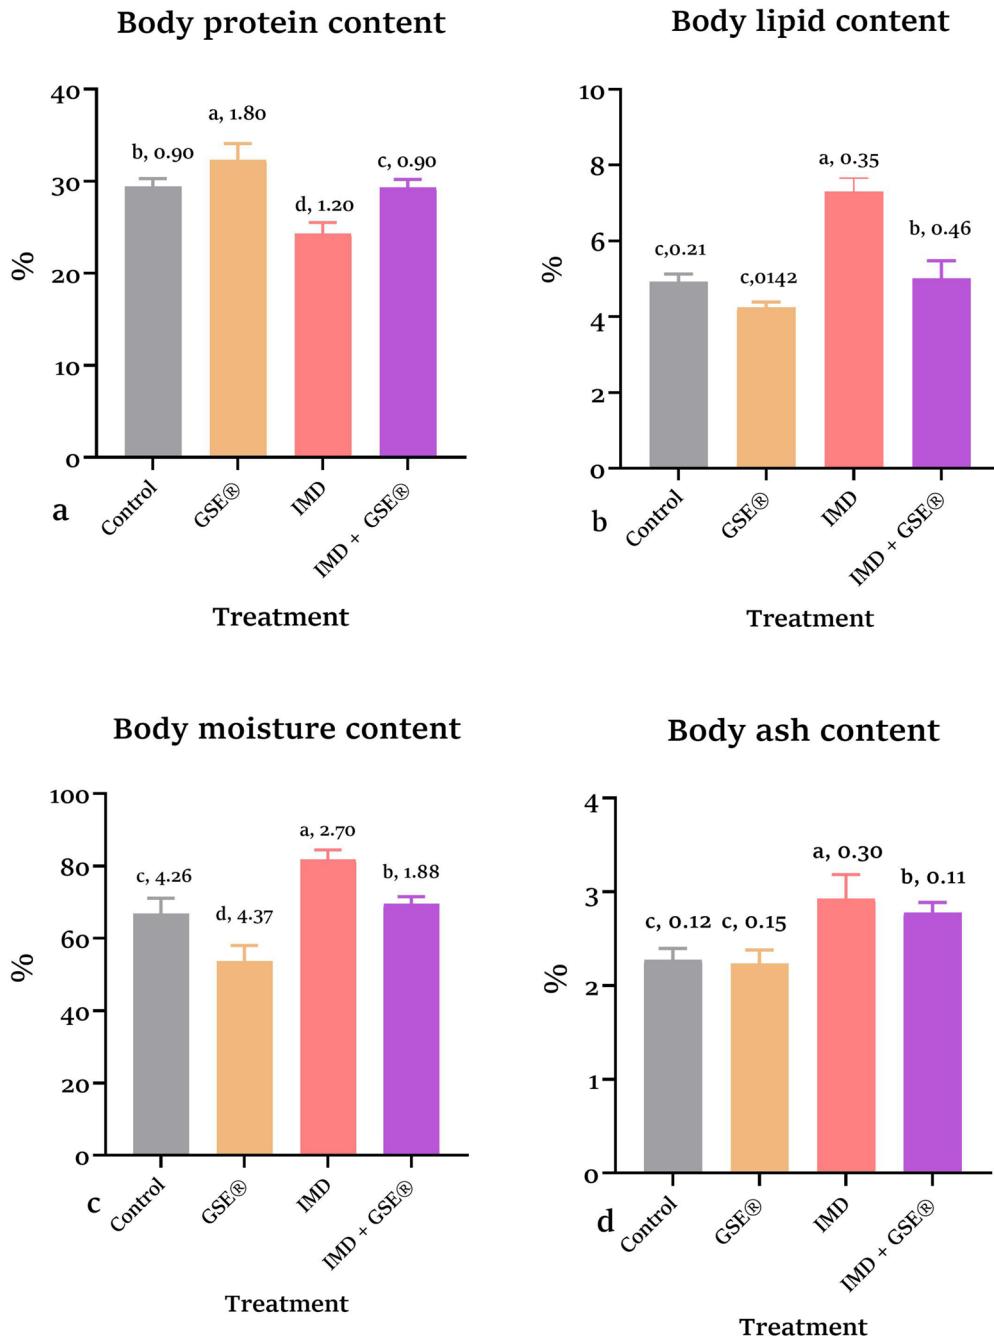 Body protein content
40
30
20
10
0
%
b, 0.90
a, 1.80
d, 1.20
c, 0.90
Control
GSE®
IMD
IMD + GSE®
a
Treatment
Body lipid content
10
8
6
4
2
0
%
c,0.21
c,0142
a, 0.35
b, 0.46
Control
GSE®
IMD
IMD + GSE®
b
Treatment
Body moisture content
100
80
60
40
20
0
%
c, 4.26
d, 4.37
a, 2.70
b, 1.88
Control
GSE®
IMD
IMD + GSE®
c
Treatment
Body ash content
4
3
2
1
0
%
c, 0.12
c, 0.15
a, 0.30
b, 0.11
Control
GSE®
IMD
IMD + GSE®
d
Treatment